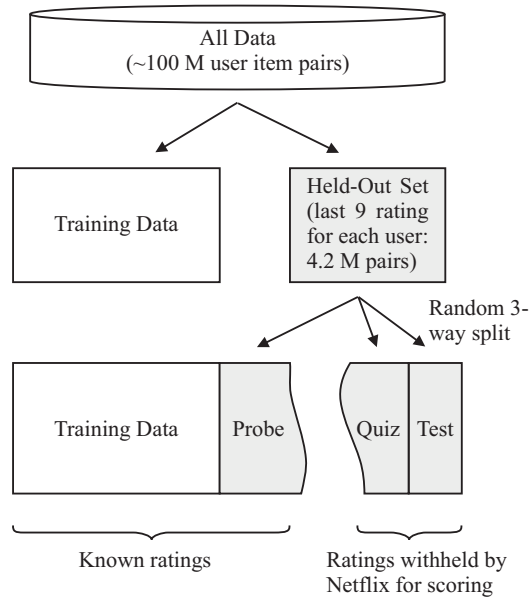 All Data
(~100 M user item pairs)
Training Data
Held-Out Set
(last 9 rating
for each user:
4.2 M pairs)
Random 3-
way split
Training Data
Probe
Quiz
Test
Known ratings
Ratings withheld by
Netflix for scoring